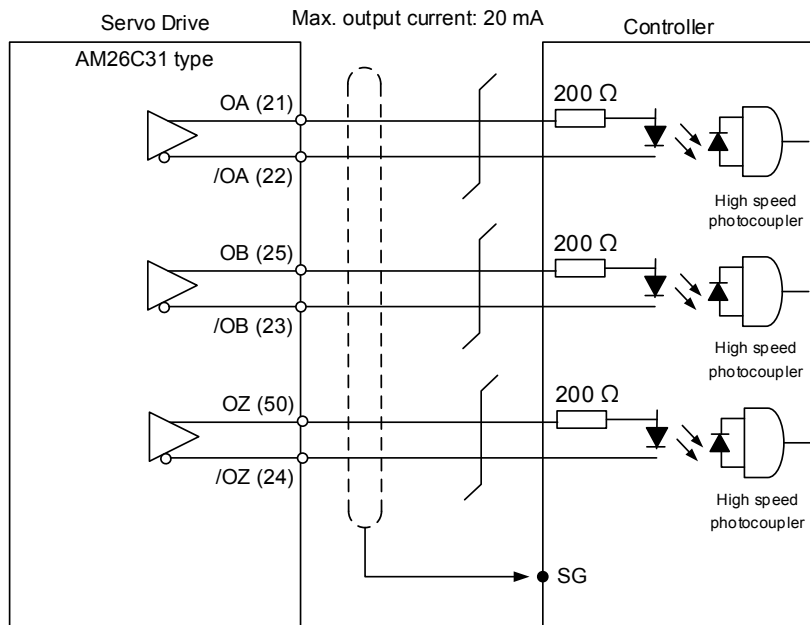 Servo Drive
Max. output current: 20 mA
Controller
AM26C31 type
OA (21)
200 Ω
/OA (22)
High speed
photocoupler
OB (25)
200 Ω
/OB (23)
High speed
photocoupler
OZ (50)
200 Ω
/OZ (24)
High speed
photocoupler
SG